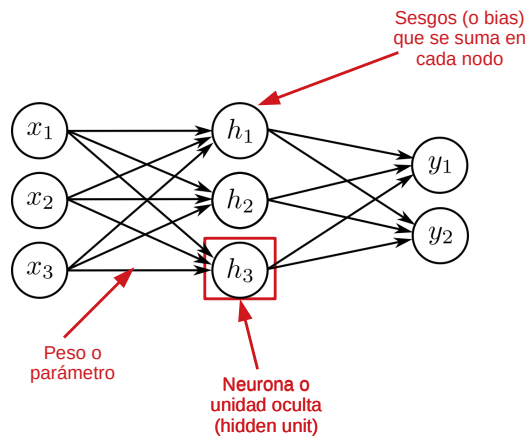 Sesgos (o bias)
que se suma en
cada nodo
x1
h1
y1
x2
h2
y2
x3
h3
Peso o
parámetro
Neurona o
unidad oculta
(hidden unit)